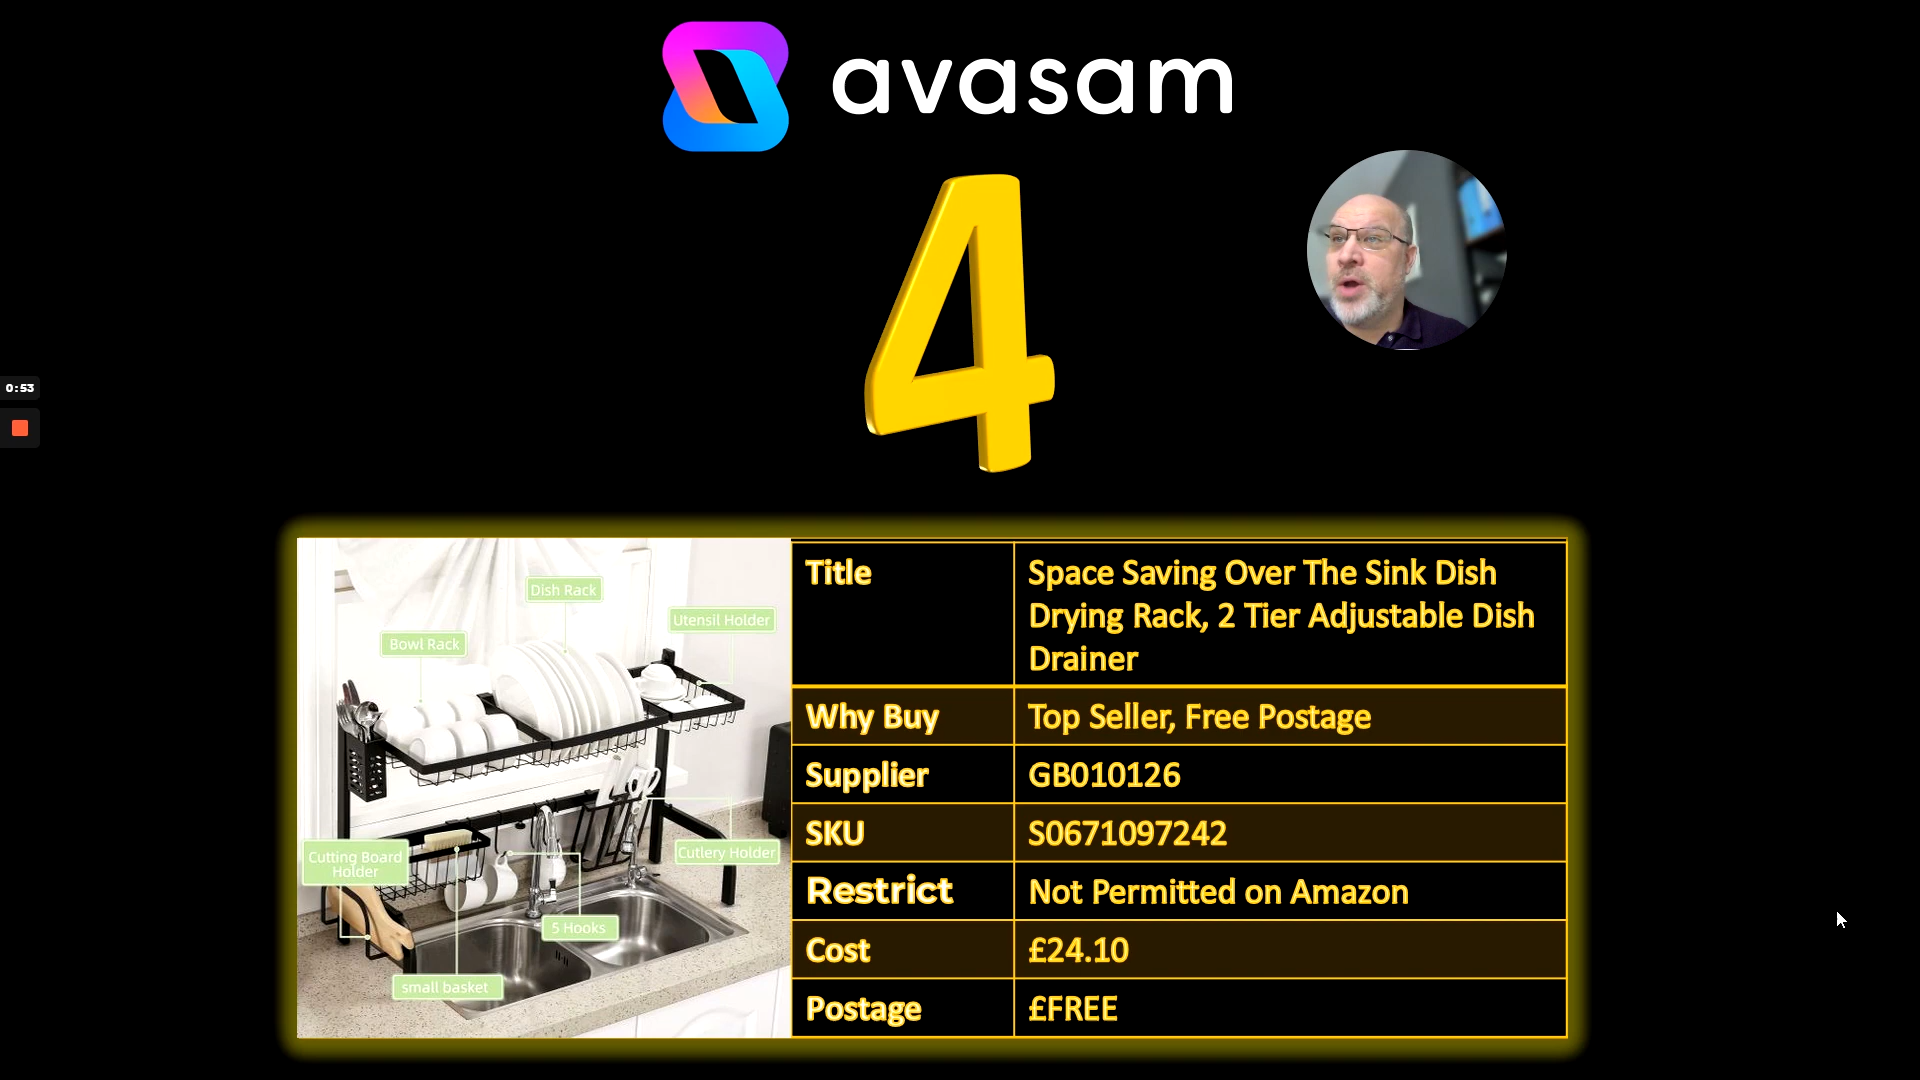 avasam
4
0:53
Title
Space Saving Over The Sink Dish
Drying Rack, 2 Tier Adjustable Dish
Drainer
Why Buy
Top Seller, Free Postage
Supplier
GB010126
SKU
S0671097242
Restrict
Not Permitted on Amazon
Cost
£24.10
Postage
£FREE
Dish Rack
Utensil Holder
Bowl Rack
Cutting Board
Holder
Cutlery Holder
5 Hooks
small basket